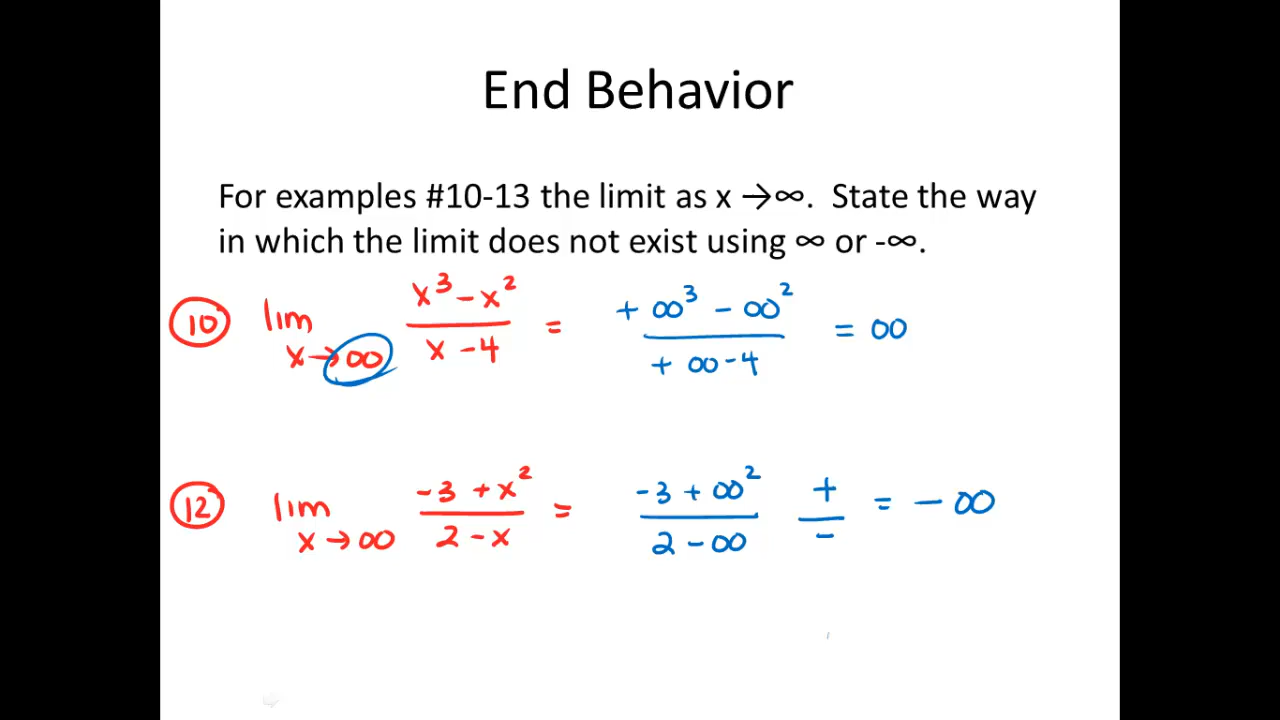 End Behavior
For examples #10-13 the limit as x →∞. State the way
in which the limit does not exist using ∞ or -∞.
10 lim x→∞ (x³ - x²)/(x - 4) = (+ ∞³ - ∞²)/(+ ∞ - 4) = ∞
12 lim x→∞ (-3 + x²)/(2 - x) = (-3 + ∞²)/(2 - ∞) +/- = -∞